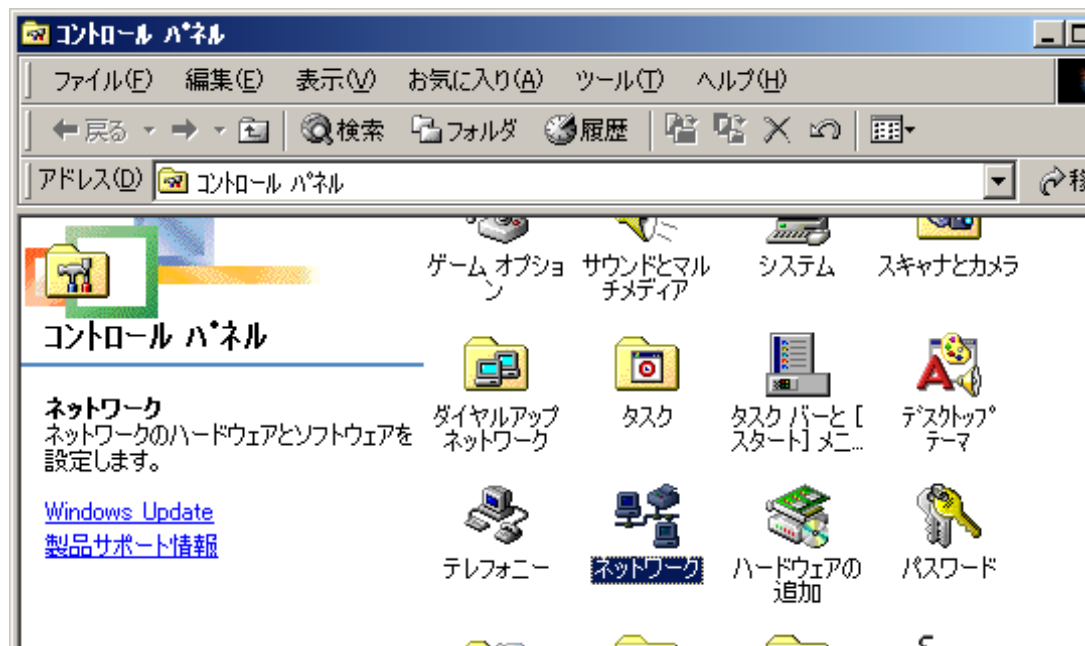 コントロール パネル
ファイル(F) 編集(E) 表示(V) お気に入り(A) ツール(T) ヘルプ(H)
戻る 検索 フォルダ 履歴
アドレス(D) コントロール パネル 移
コントロール パネル
ネットワーク
ネットワークのハードウェアとソフトウェアを
設定します。
Windows Update
製品サポート情報
ゲーム オプショ
ン
サウンドとマル
チメディア
システム
スキャナとカメラ
ダイヤルアップ
ネットワーク
タスク
タスク バーと [
スタート] メニ...
デスクトップ
テーマ
テレフォニー
ネットワーク
ハードウェアの
追加
パスワード